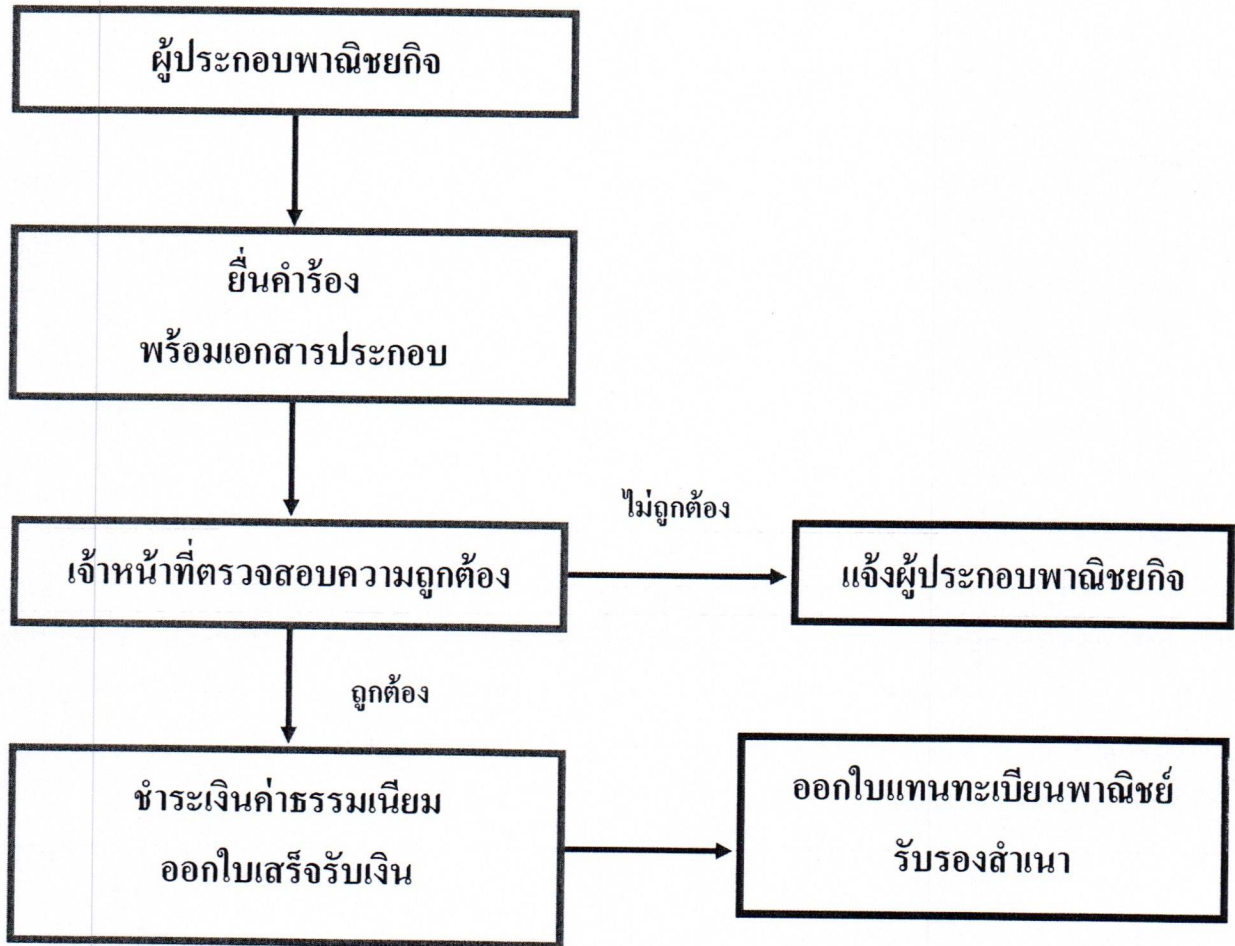 ผู้ประกอบพาณิชยกิจ
ยื่นคำร้อง
พร้อมเอกสารประกอบ
ไม่ถูกต้อง
เจ้าหน้าที่ตรวจสอบความถูกต้อง
แจ้งผู้ประกอบพาณิชยกิจ
ถูกต้อง
ชำระเงินค่าธรรมเนียม
ออกใบเสร็จรับเงิน
ออกใบแทนทะเบียนพาณิชย์
รับรองสำเนา